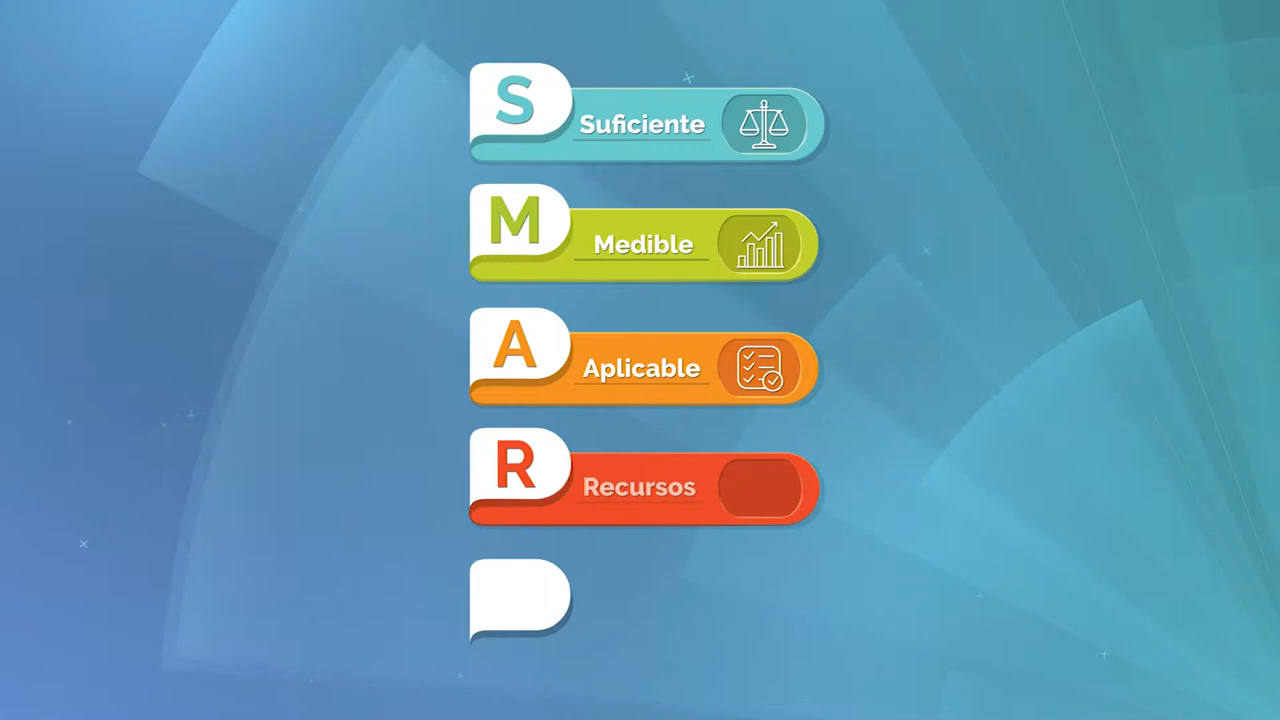 S
Suficiente
M
Medible
A
Aplicable
R
Recursos